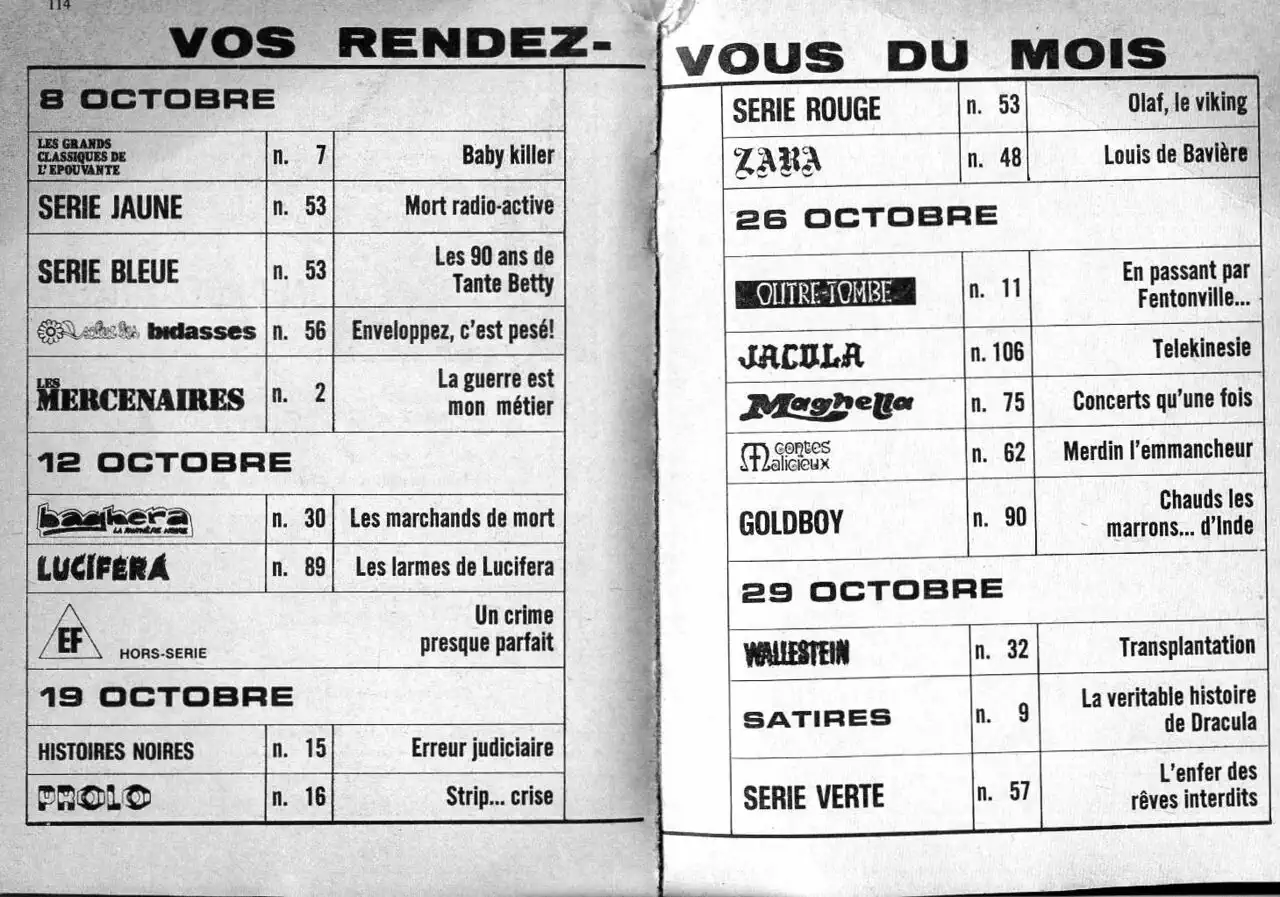 114
VOS RENDEZ-
VOUS DU MOIS
8 OCTOBRE
LES GRANDS
CLASSIQUES DE
L'EPOUVANTE
n. 7
Baby killer
SERIE JAUNE
n. 53
Mort radio-active
SERIE BLEUE
n. 53
Les 90 ans de
Tante Betty
bidasses
n. 56
Enveloppez, c'est pesé!
LES
MERCENAIRES
n. 2
La guerre est
mon métier
12 OCTOBRE
baghera
LA PANTHÈRE NOIRE
n. 30
Les marchands de mort
LUCIFERA
n. 89
Les larmes de Lucifera
EF
HORS-SERIE
Un crime
presque parfait
19 OCTOBRE
HISTOIRES NOIRES
n. 15
Erreur judiciaire
PROLO
n. 16
Strip... crise
SERIE ROUGE
n. 53
Olaf, le viking
ZARA
n. 48
Louis de Bavière
26 OCTOBRE
OUTRE-TOMBE
n. 11
En passant par
Fentonville...
JACULA
n. 106
Telekinesie
Maghella
n. 75
Concerts qu'une fois
contes
Malicieux
n. 62
Merdin l'emmancheur
GOLDBOY
n. 90
Chauds les
marrons... d'Inde
29 OCTOBRE
WALLESTEIN
n. 32
Transplantation
SATIRES
n. 9
La veritable histoire
de Dracula
SERIE VERTE
n. 57
L'enfer des
rêves interdits